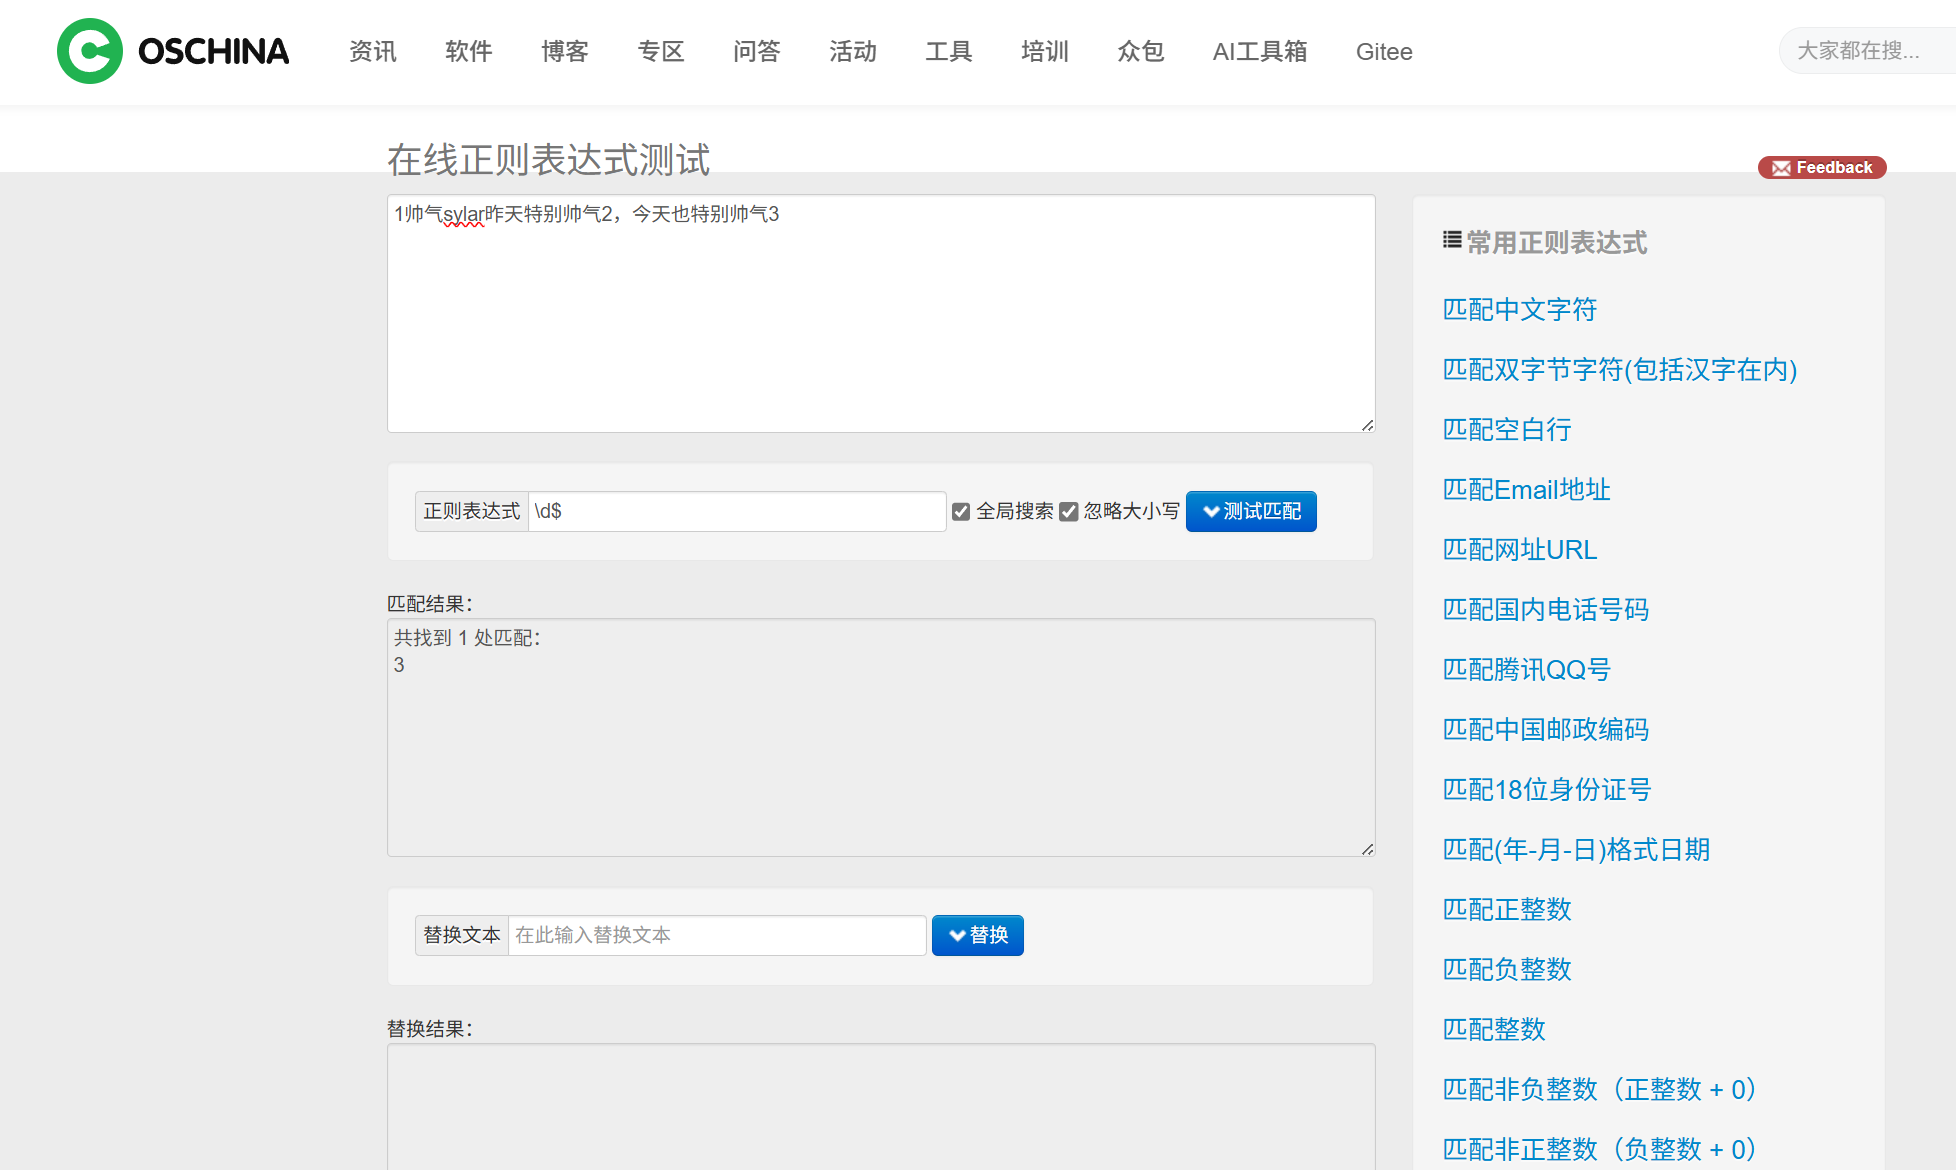 OSCHINA 资讯 软件 博客 专区 问答 活动 工具 培训 众包 AI工具箱 Gitee 大家都在搜...
在线正则表达式测试
Feedback
1帅气sylar昨天特别帅气2，今天也特别帅气3
正则表达式 \d$ 全局搜索 忽略大小写 测试匹配
匹配结果：
共找到 1 处匹配：
3
替换文本 在此输入替换文本 替换
替换结果：
常用正则表达式
匹配中文字符
匹配双字节字符(包括汉字在内)
匹配空白行
匹配Email地址
匹配网址URL
匹配国内电话号码
匹配腾讯QQ号
匹配中国邮政编码
匹配18位身份证号
匹配(年-月-日)格式日期
匹配正整数
匹配负整数
匹配整数
匹配非负整数（正整数 + 0）
匹配非正整数（负整数 + 0）